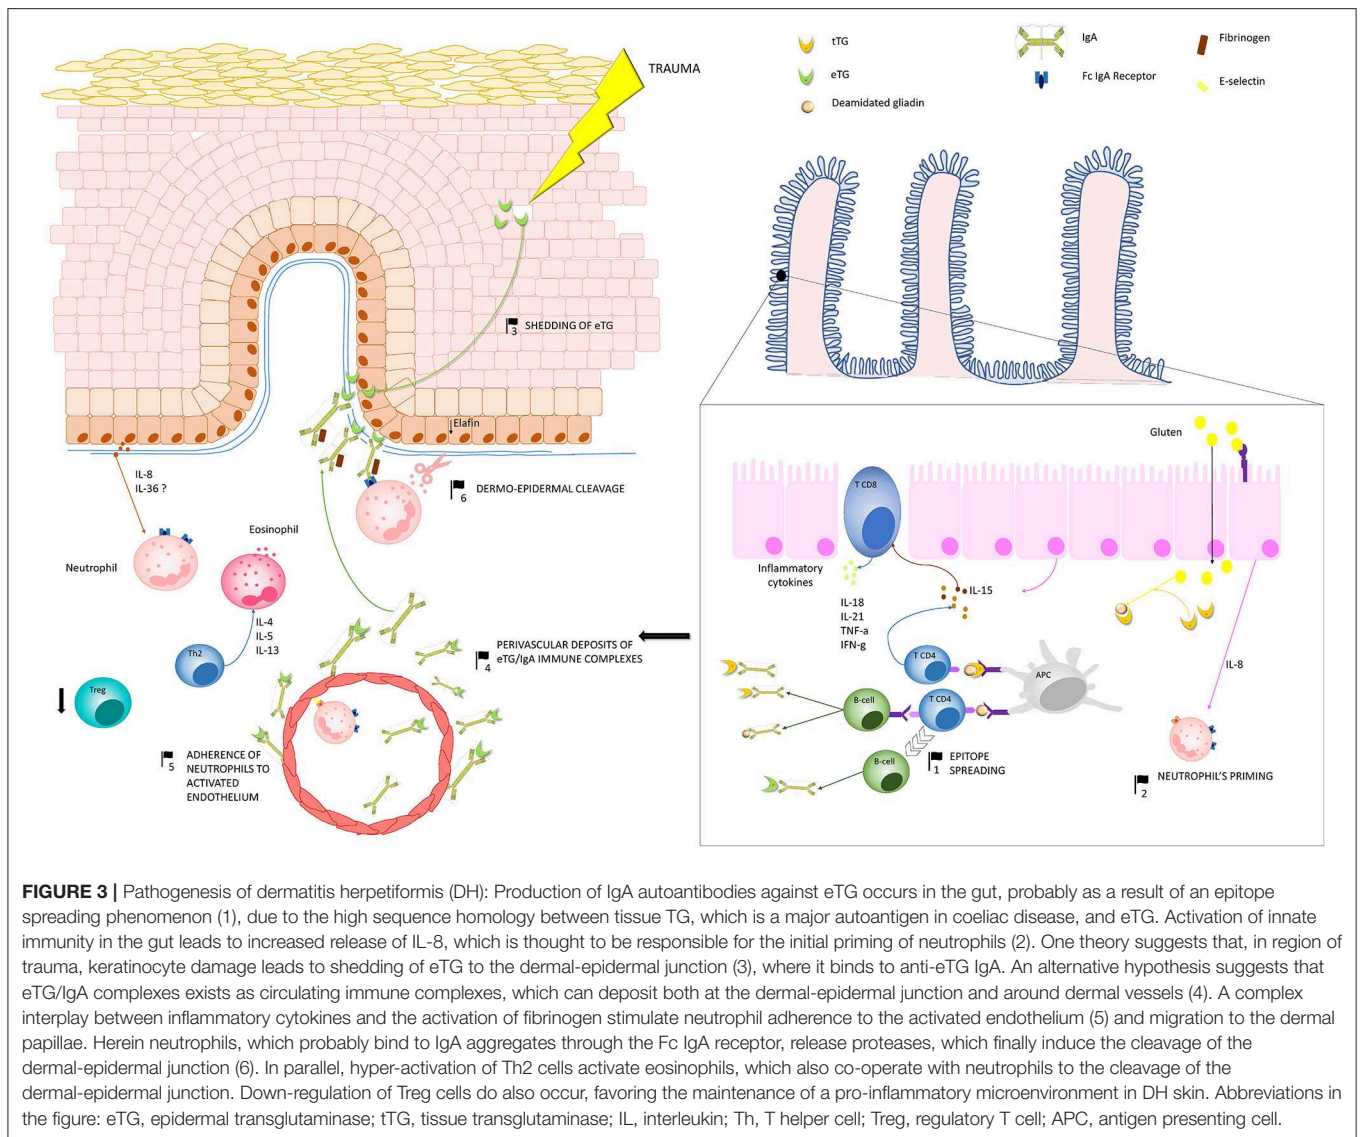 TRAUMA
tTG
eTG
Deamidated gliadin
IgA
Fc IgA Receptor
Fibrinogen
E-selectin
3 SHEDDING OF eTG
Elafin
IL-8
IL-36 ?
6 DERMO-EPIDERMAL CLEAVAGE
Eosinophil
Neutrophil
IL-4
IL-5
IL-13
Th2
Treg
4 PERIVASCULAR DEPOSITS OF
eTG/IgA IMMUNE COMPLEXES
5 ADHERENCE OF
NEUTROPHILS TO
ACTIVATED
ENDOTHELIUM
Gluten
T CD8
Inflammatory
cytokines
IL-18
IL-21
TNF-a
IFN-g
IL-15
T CD4
APC
IL-8
B-cell
T CD4
B-cell
1 EPITOPE
SPREADING
2 NEUTROPHIL'S PRIMING
FIGURE 3 | Pathogenesis of dermatitis herpetiformis (DH): Production of IgA autoantibodies against eTG occurs in the gut, probably as a result of an epitope
spreading phenomenon (1), due to the high sequence homology between tissue TG, which is a major autoantigen in coeliac disease, and eTG. Activation of innate
immunity in the gut leads to increased release of IL-8, which is thought to be responsible for the initial priming of neutrophils (2). One theory suggests that, in region of
trauma, keratinocyte damage leads to shedding of eTG to the dermal-epidermal junction (3), where it binds to anti-eTG IgA. An alternative hypothesis suggests that
eTG/IgA complexes exists as circulating immune complexes, which can deposit both at the dermal-epidermal junction and around dermal vessels (4). A complex
interplay between inflammatory cytokines and the activation of fibrinogen stimulate neutrophil adherence to the activated endothelium (5) and migration to the dermal
papillae. Herein neutrophils, which probably bind to IgA aggregates through the Fc IgA receptor, release proteases, which finally induce the cleavage of the
dermal-epidermal junction (6). In parallel, hyper-activation of Th2 cells activate eosinophils, which also co-operate with neutrophils to the cleavage of the
dermal-epidermal junction. Down-regulation of Treg cells do also occur, favoring the maintenance of a pro-inflammatory microenvironment in DH skin. Abbreviations in
the figure: eTG, epidermal transglutaminase; tTG, tissue transglutaminase; IL, interleukin; Th, T helper cell; Treg, regulatory T cell; APC, antigen presenting cell.